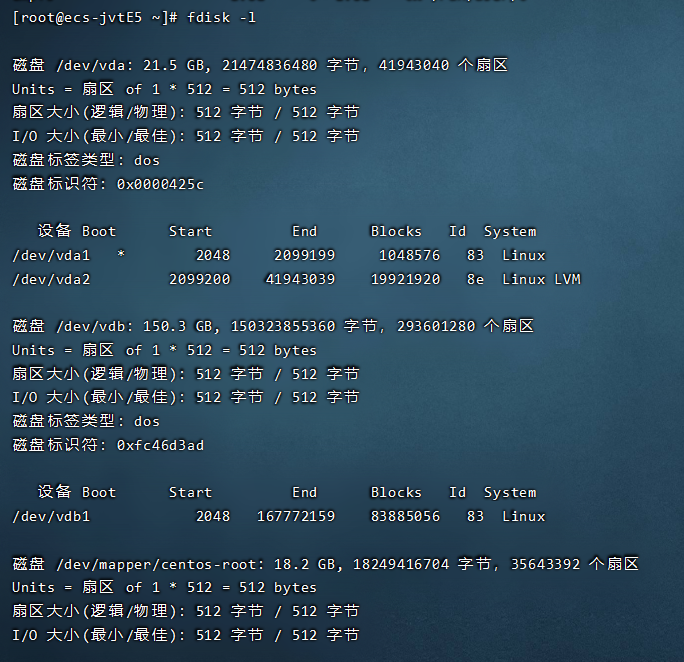 [root@ecs-jvtE5 ~]# fdisk -l
磁盘 /dev/vda: 21.5 GB, 21474836480 字节，41943040 个扇区
Units = 扇区 of 1 * 512 = 512 bytes
扇区大小(逻辑/物理)：512 字节 / 512 字节
I/O 大小(最小/最佳)：512 字节 / 512 字节
磁盘标签类型：dos
磁盘标识符：0x0000425c
设备 Boot Start End Blocks Id System
/dev/vda1 * 2048 2099199 1048576 83 Linux
/dev/vda2 2099200 41943039 19921920 8e Linux LVM
磁盘 /dev/vdb: 150.3 GB, 150323855360 字节，293601280 个扇区
Units = 扇区 of 1 * 512 = 512 bytes
扇区大小(逻辑/物理)：512 字节 / 512 字节
I/O 大小(最小/最佳)：512 字节 / 512 字节
磁盘标签类型：dos
磁盘标识符：0xfc46d3ad
设备 Boot Start End Blocks Id System
/dev/vdb1 2048 167772159 83885056 83 Linux
磁盘 /dev/mapper/centos-root: 18.2 GB, 18249416704 字节，35643392 个扇区
Units = 扇区 of 1 * 512 = 512 bytes
扇区大小(逻辑/物理)：512 字节 / 512 字节
I/O 大小(最小/最佳)：512 字节 / 512 字节